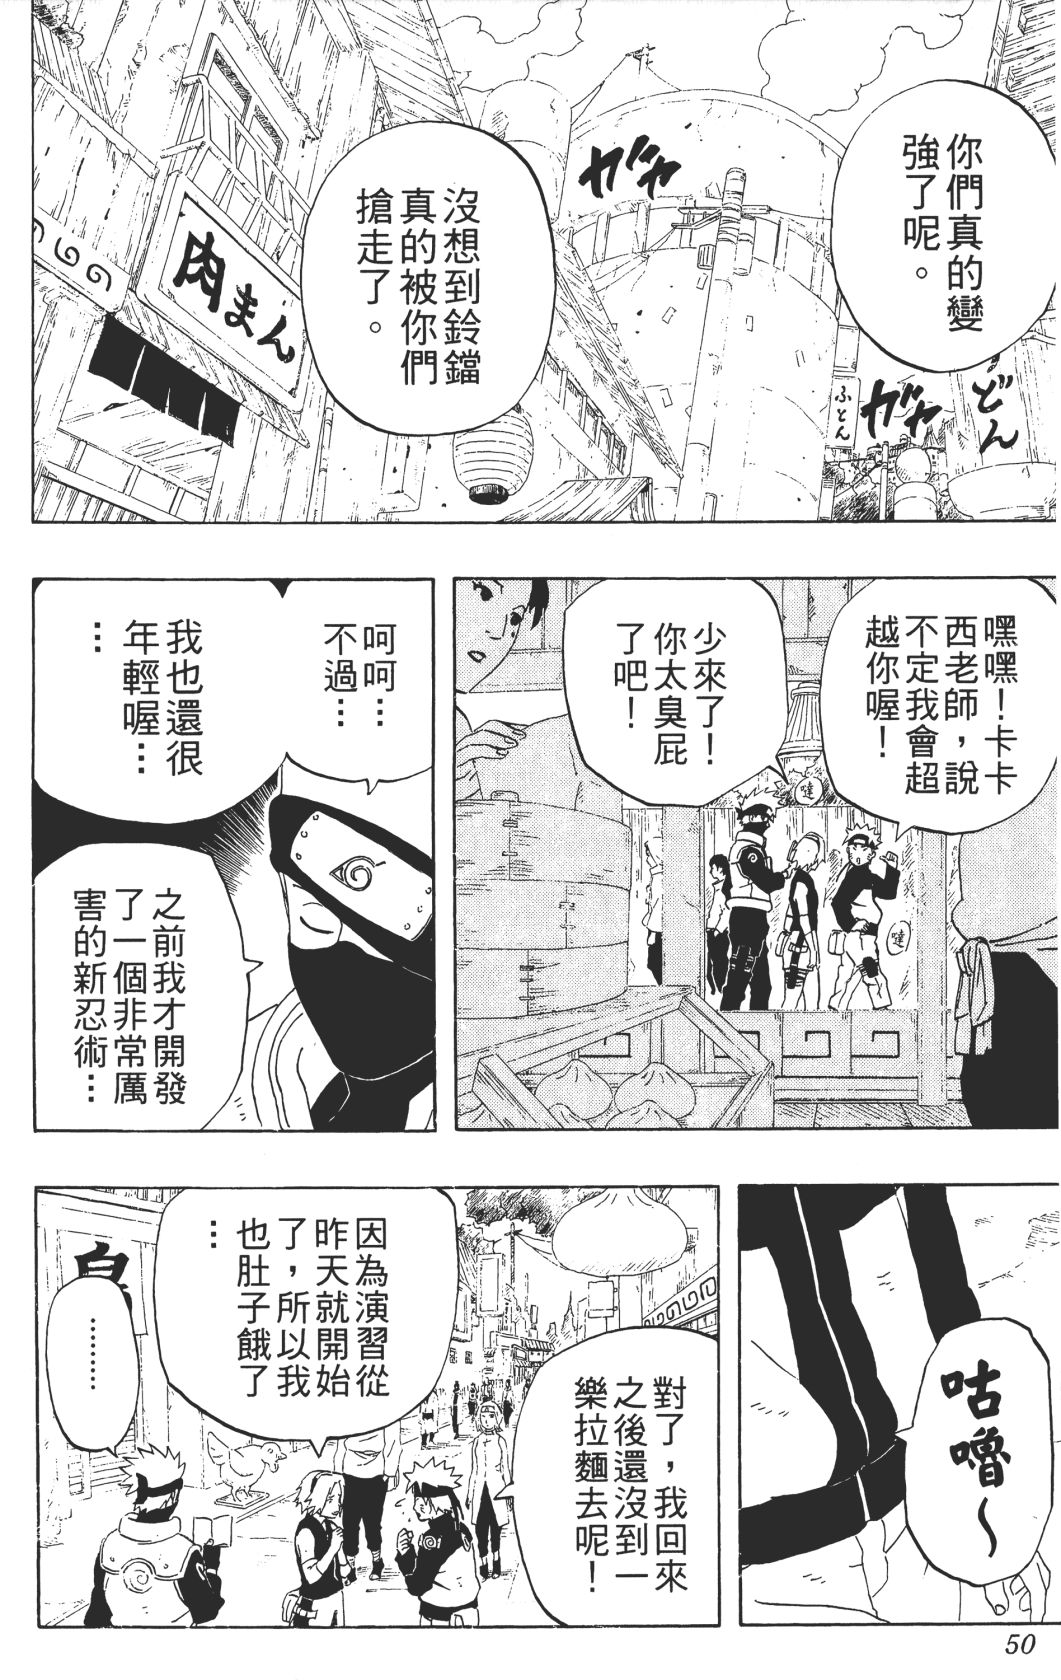 你們真的變
強了呢。
沒想到鈴鐺
真的被你們
搶走了。
ガヤ
ガヤ
肉まん
ふとん
うどん
嘿嘿！卡卡
西老師，說
不定我會超
越你喔！
少來了！
你太臭屁
了吧！
噠
噠
呵呵…
不過…
我也還很
年輕喔…
…
之前我才開發
了一個非常厲
害的新忍術…
咕嚕～
對了，我回來
之後還沒到一
樂拉麵去呢！
因為演習從
昨天就開始
了，所以我
也肚子餓了
…
………
50